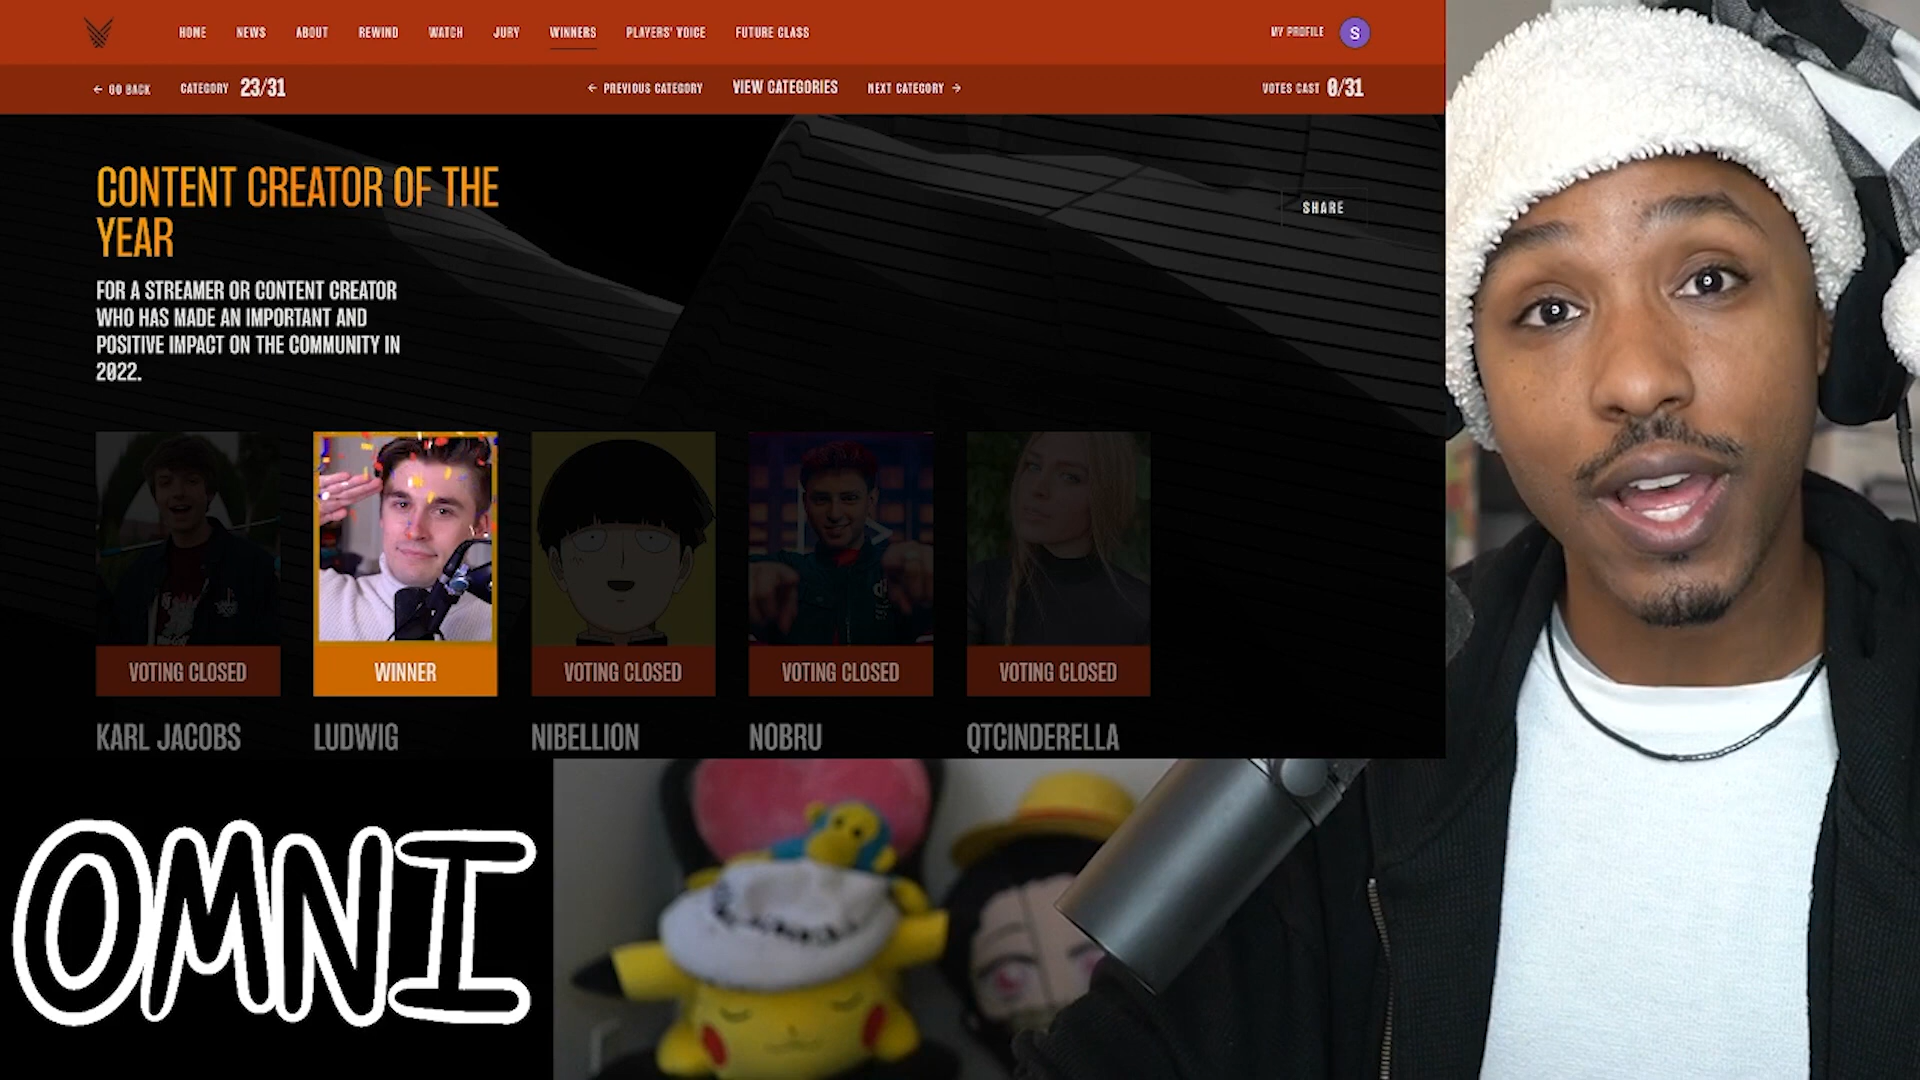 HOME NEWS ABOUT REWIND WATCH JURY WINNERS PLAYERS' VOICE FUTURE CLASS MY PROFILE S
← GO BACK CATEGORY 23/31 ← PREVIOUS CATEGORY VIEW CATEGORIES NEXT CATEGORY → VOTES CAST 0/31
CONTENT CREATOR OF THE
YEAR
SHARE
FOR A STREAMER OR CONTENT CREATOR
WHO HAS MADE AN IMPORTANT AND
POSITIVE IMPACT ON THE COMMUNITY IN
2022.
VOTING CLOSED WINNER VOTING CLOSED VOTING CLOSED VOTING CLOSED
KARL JACOBS LUDWIG NIBELLION NOBRU QTCINDERELLA
OMNI